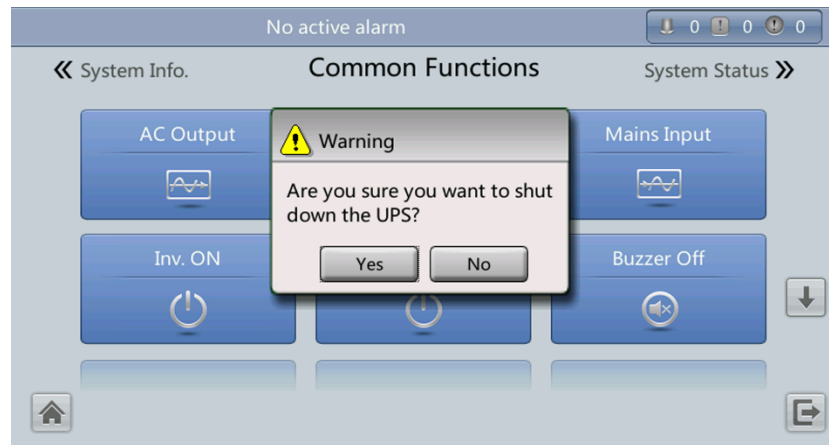 No active alarm
0 0 0
System Info.
Common Functions
System Status
AC Output
Mains Input
Warning
Are you sure you want to shut
down the UPS?
Yes
No
Inv. ON
Buzzer Off